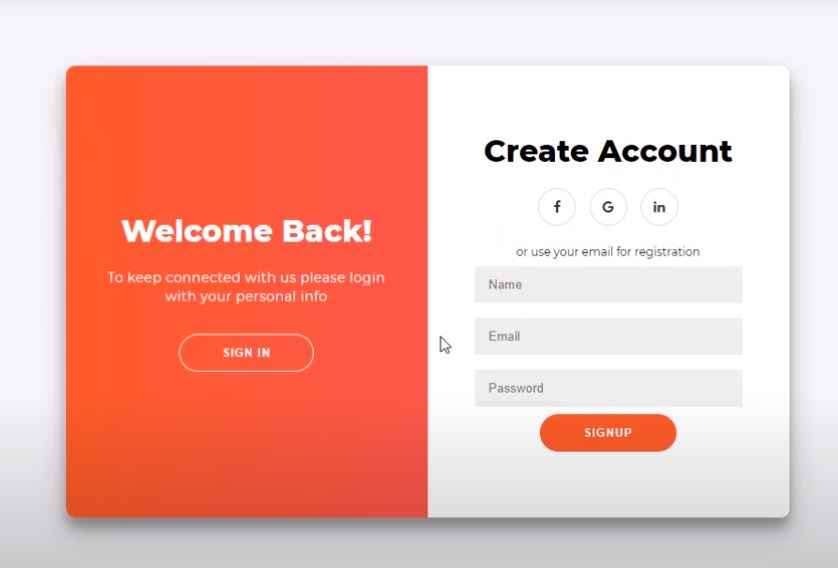 Welcome Back!
To keep connected with us please login
with your personal info
SIGN IN
Create Account
f
G
in
or use your email for registration
Name
Email
Password
SIGNUP